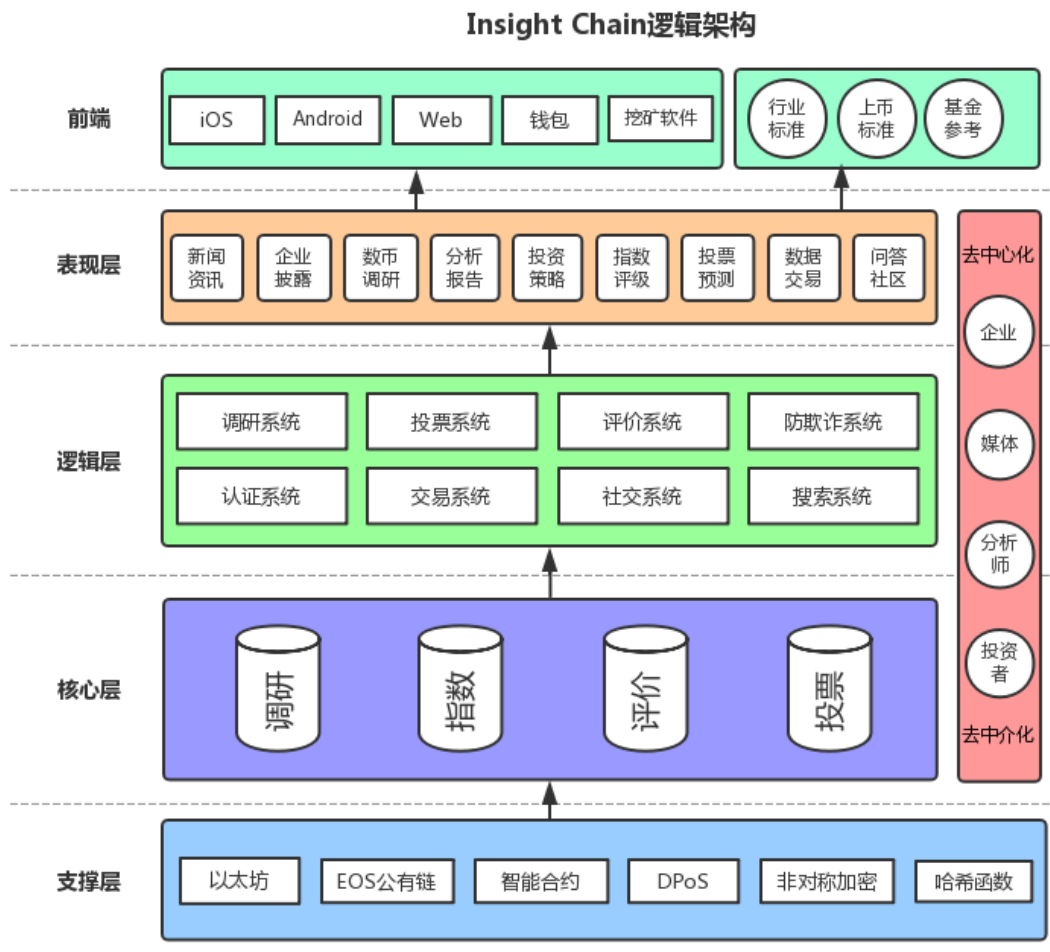 Insight Chain逻辑架构
前端
iOS
Android
Web
钱包
挖矿软件
行业
标准
上币
标准
基金
参考
表现层
新闻
资讯
企业
披露
数币
调研
分析
报告
投资
策略
指数
评级
投票
预测
数据
交易
问答
社区
去中心化
企业
媒体
分析
师
投资
者
去中介化
逻辑层
调研系统
投票系统
评价系统
防欺诈系统
认证系统
交易系统
社交系统
搜索系统
核心层
调研
指数
评价
投票
支撑层
以太坊
EOS公有链
智能合约
DPoS
非对称加密
哈希函数